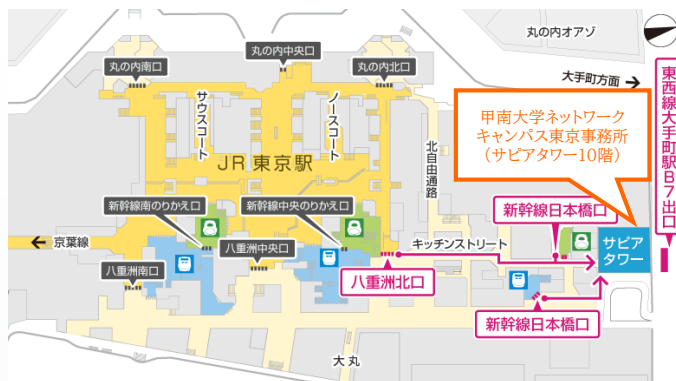 丸の内オアゾ
丸の内中央口
丸の内南口
丸の内北口
大手町方面
サウスコート
ノースコート
JR 東京駅
北自由通路
甲南大学ネットワーク
キャンパス東京事務所
(サピアタワー10階)
東西線大手町駅B7出口
新幹線南のりかえ口
新幹線中央のりかえ口
新幹線日本橋口
京葉線
八重洲中央口
キッチンストリート
サピア
タワー
八重洲南口
八重洲北口
新幹線日本橋口
大丸